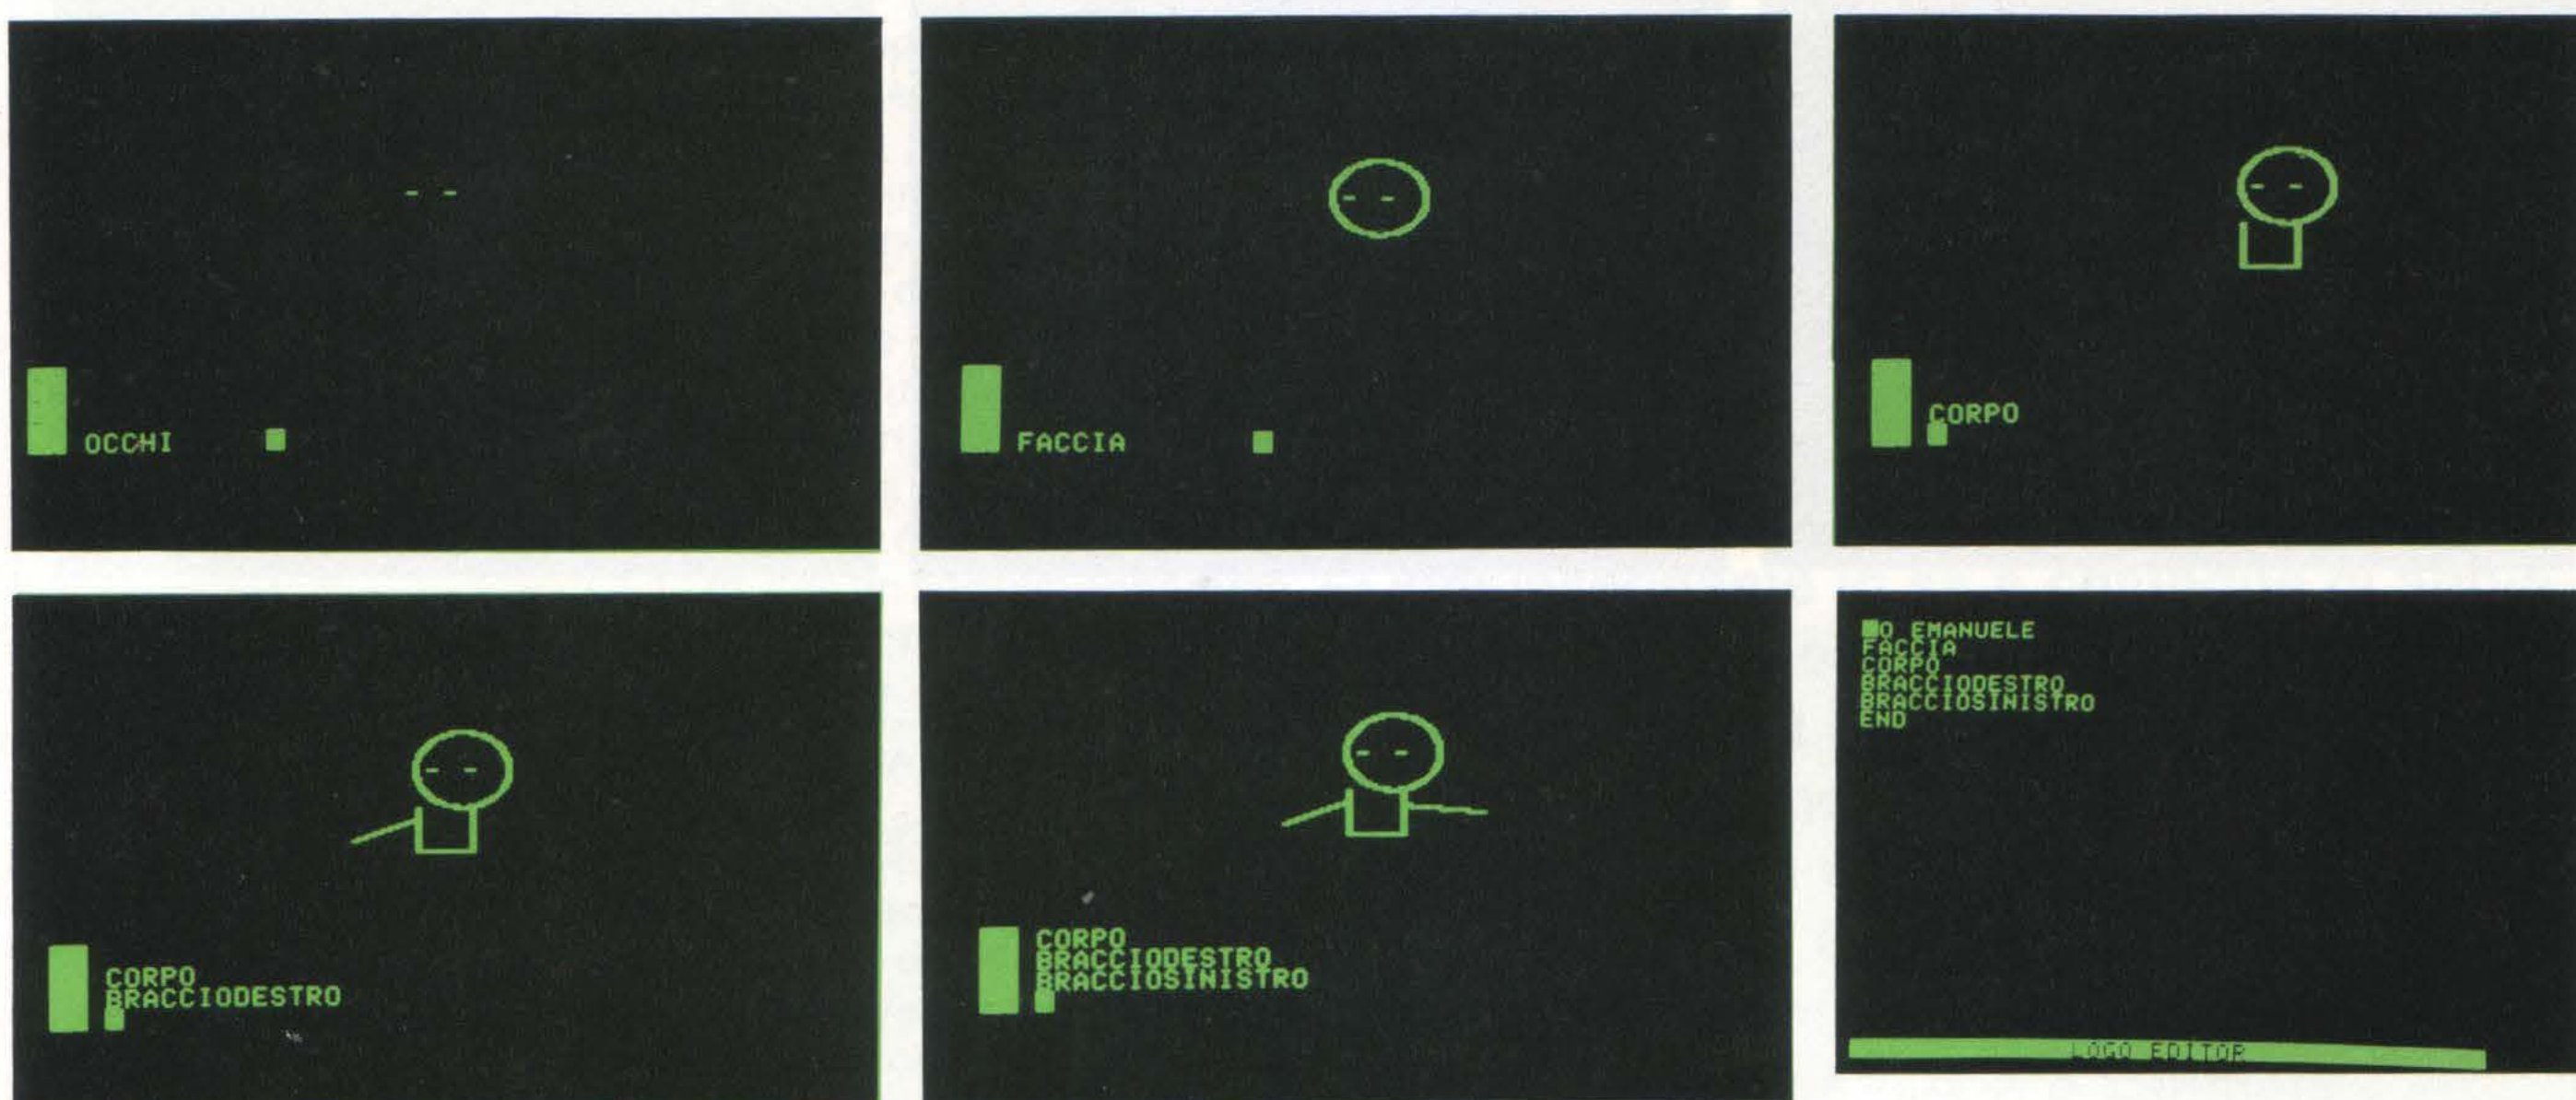 OCCHI
FACCIA
CORPO
CORPO
BRACCIODESTRO
CORPO
BRACCIODESTRO
BRACCIOSINISTRO
O EMANUELE
FACCIA
CORPO
BRACCIODESTRO
BRACCIOSINISTRO
END
LOGO EDITOR